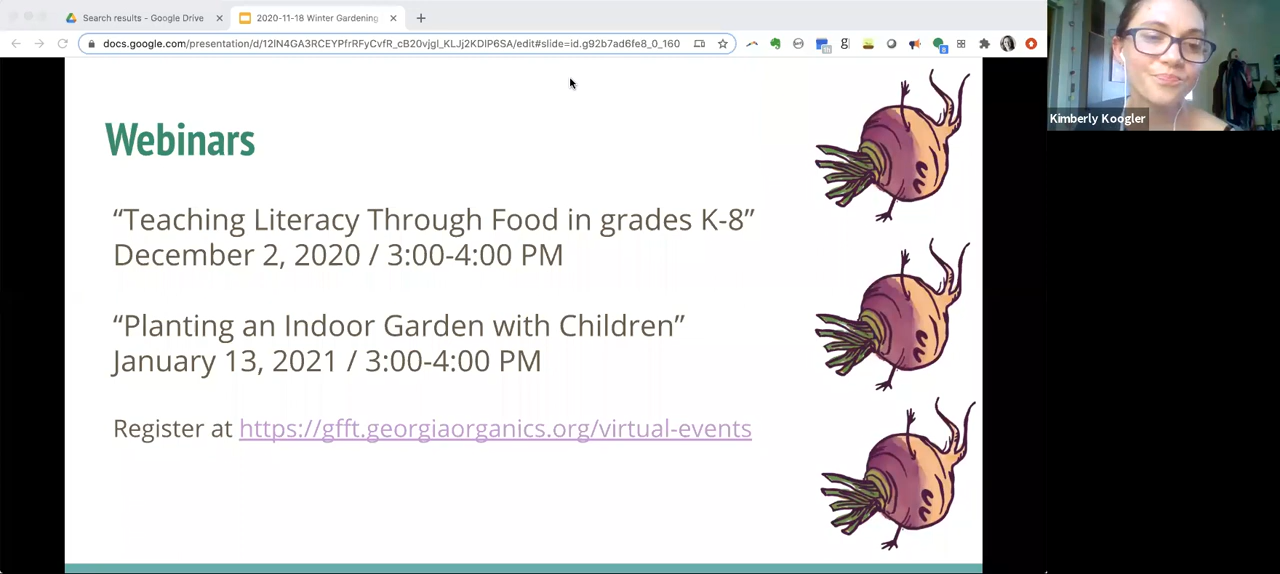 Search results - Google Drive
2020-11-18 Winter Gardening
docs.google.com/presentation/d/12lN4GA3RCEYPfrRFyCvfR_cB20vjgI_KLJj2KDIP6SA/edit#slide=id.g92b7ad6fe8_0_160
Kimberly Koogler
Webinars
“Teaching Literacy Through Food in grades K-8”
December 2, 2020 / 3:00-4:00 PM
“Planting an Indoor Garden with Children”
January 13, 2021 / 3:00-4:00 PM
Register at https://gfft.georgiaorganics.org/virtual-events